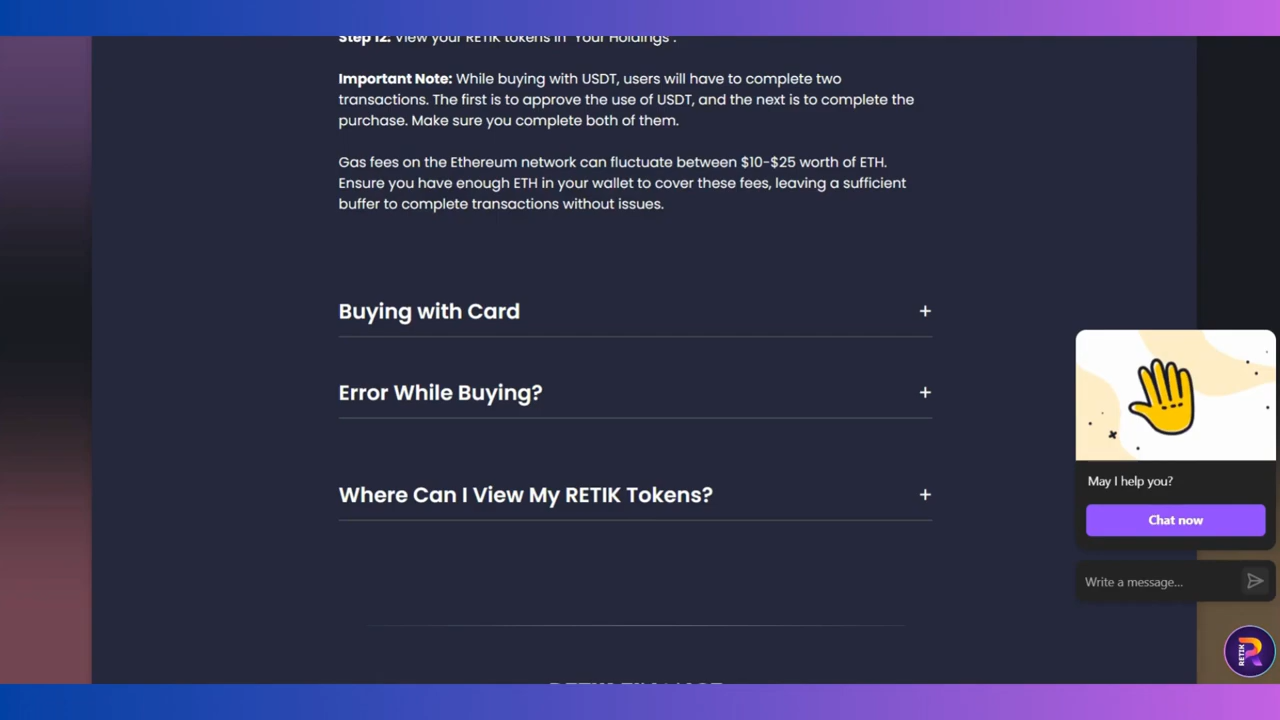 Step 12. View your RETIK tokens in "Your Holdings".
Important Note: While buying with USDT, users will have to complete two
transactions. The first is to approve the use of USDT, and the next is to complete the
purchase. Make sure you complete both of them.
Gas fees on the Ethereum network can fluctuate between $10-$25 worth of ETH.
Ensure you have enough ETH in your wallet to cover these fees, leaving a sufficient
buffer to complete transactions without issues.
Buying with Card +
Error While Buying? +
Where Can I View My RETIK Tokens? +
May I help you?
Chat now
Write a message...
RETIK